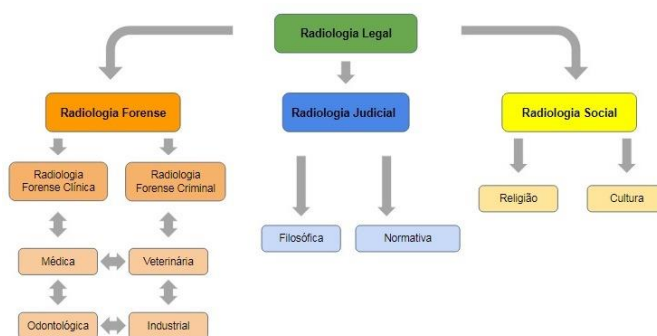 Radiologia Legal
Radiologia Forense
Radiologia Judicial
Radiologia Social
Radiologia
Forense Clínica
Radiologia
Forense Criminal
Religião
Cultura
Filosófica
Normativa
Médica
Veterinária
Odontológica
Industrial